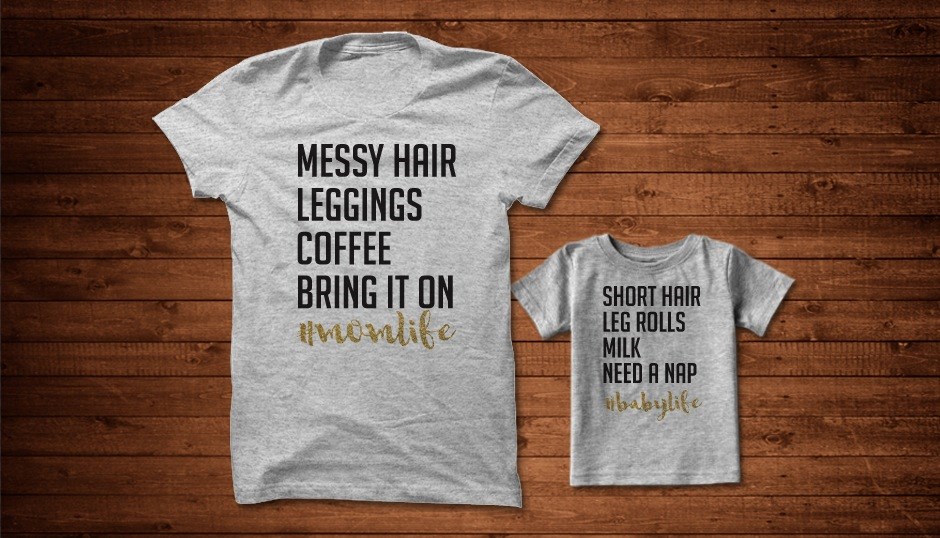 MESSY HAIR
LEGGINGS
COFFEE
BRING IT ON
#momlife
SHORT HAIR
LEG ROLLS
MILK
NEED A NAP
#babylife